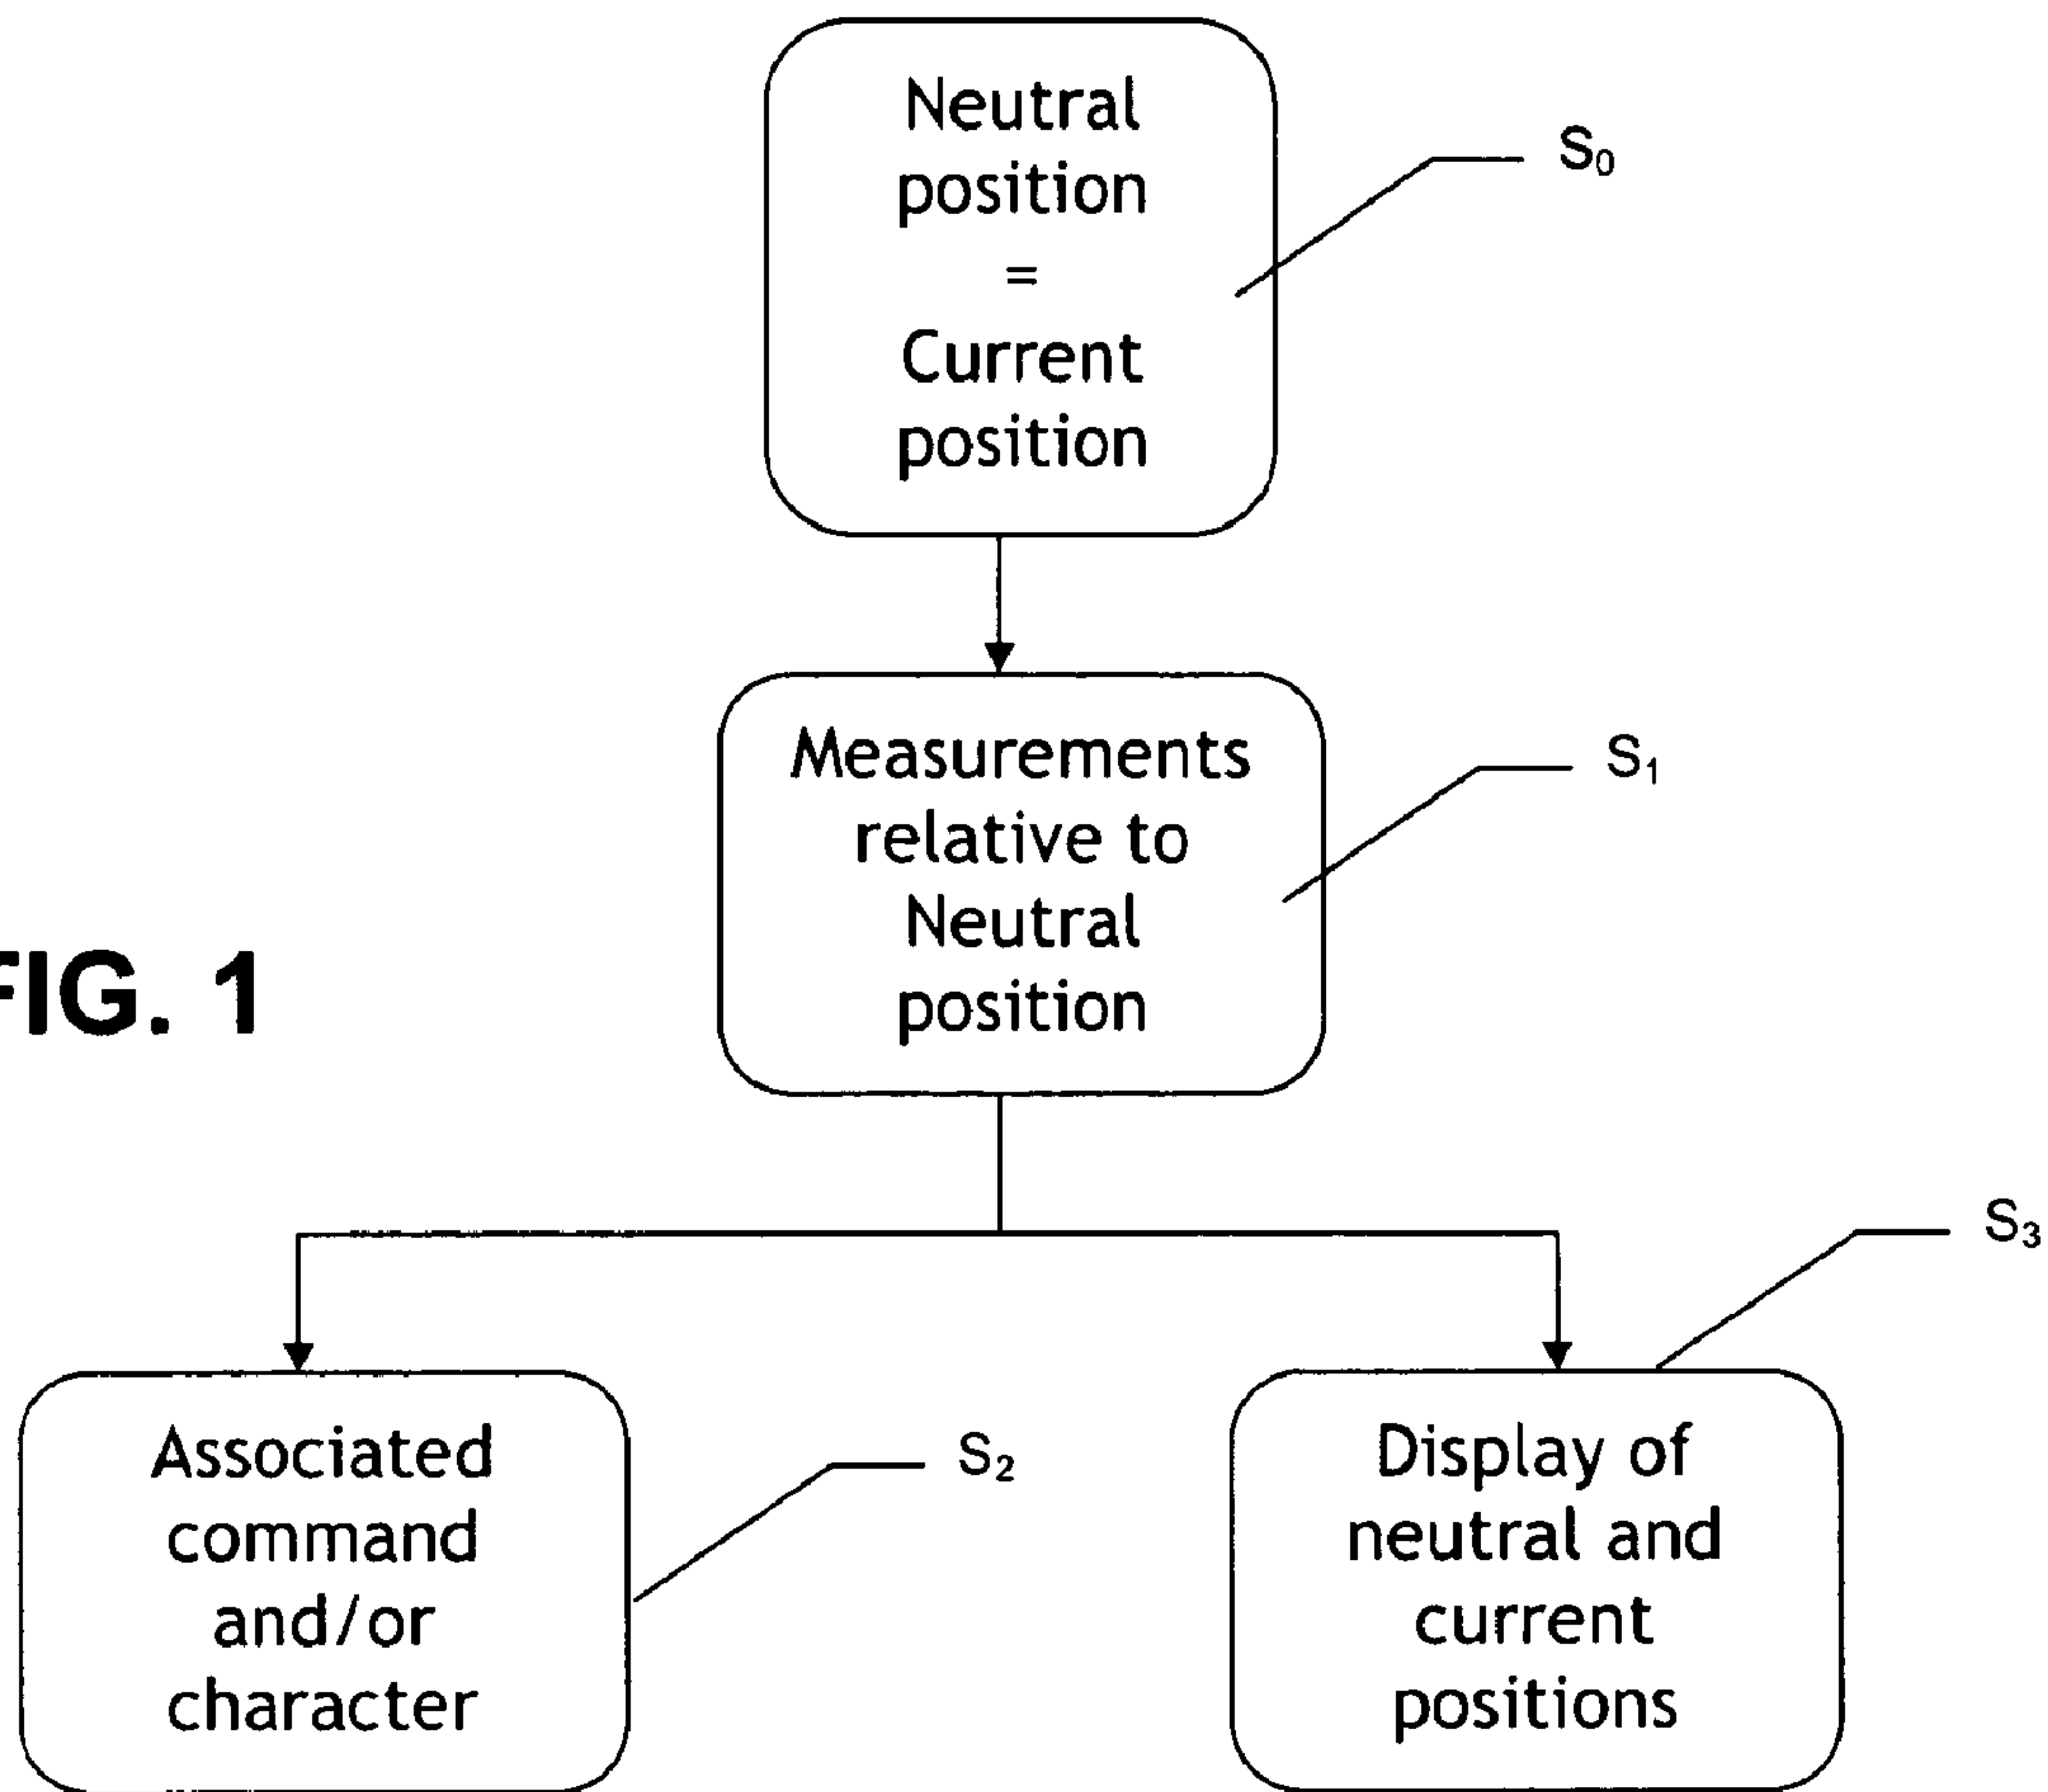 Neutral
position
=
Current
position
S₀
Measurements
relative to
Neutral
position
S₁
FIG. 1
Associated
command
and/or
character
S₂
Display of
neutral and
current
positions
S₃